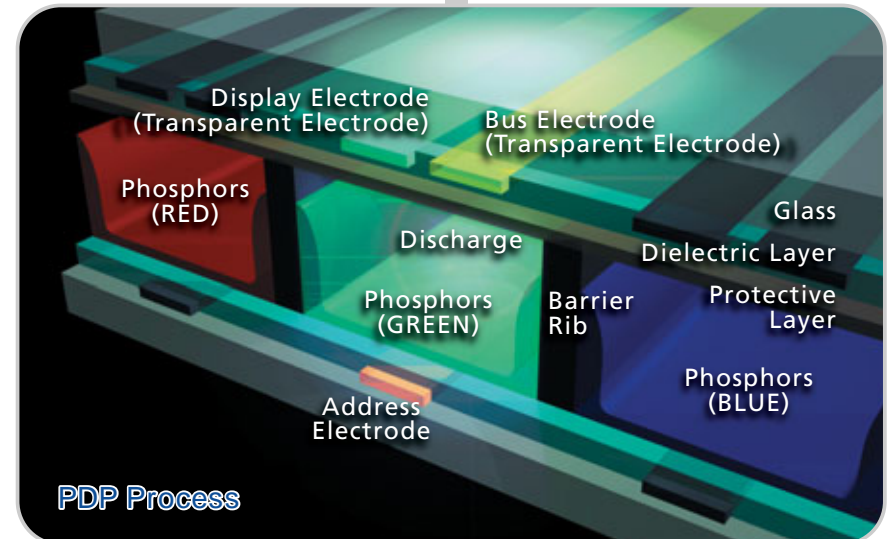 Display Electrode
(Transparent Electrode)
Bus Electrode
(Transparent Electrode)
Phosphors
(RED)
Glass
Discharge
Dielectric Layer
Phosphors
(GREEN)
Barrier
Rib
Protective
Layer
Phosphors
(BLUE)
Address
Electrode
PDP Process